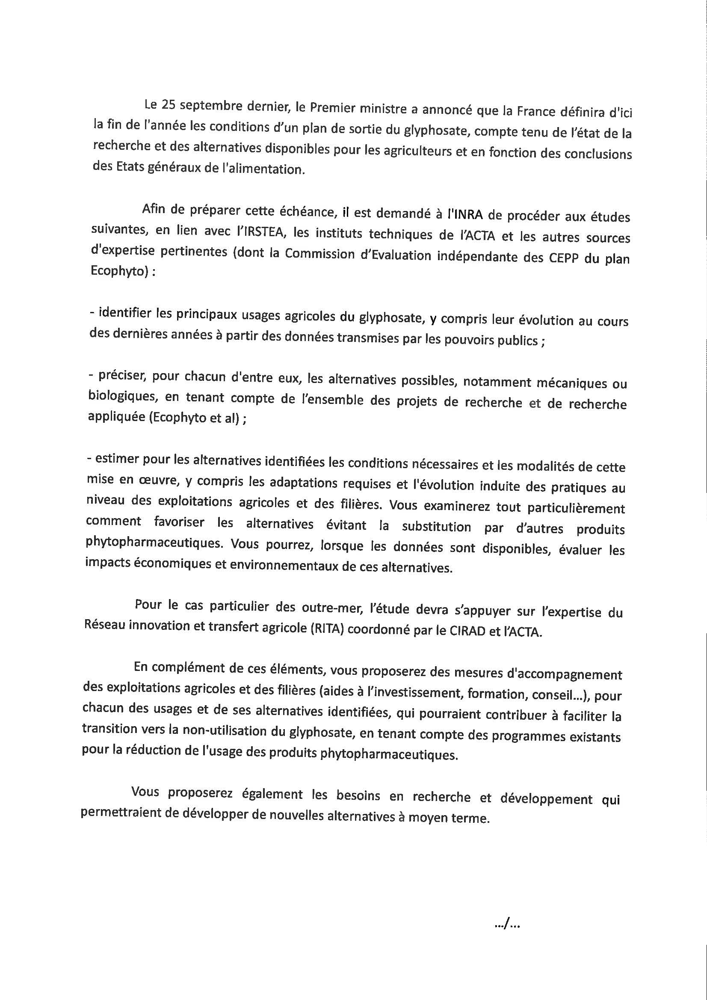 Le 25 septembre dernier, le Premier ministre a annoncé que la France définira d'ici
la fin de l'année les conditions d’un plan de sortie du glyphosate, compte tenu de l’état de la
recherche et des alternatives disponibles pour les agriculteurs et en fonction des conclusions
des Etats généraux de l'alimentation.
Afin de préparer cette échéance, il est demandé à l'INRA de procéder aux études
suivantes, en lien avec l’IRSTEA, les instituts techniques de l’ACTA et les autres sources
d'expertise pertinentes (dont la Commission d’Evaluation indépendante des CEPP du plan
Ecophyto) :
- identifier les principaux usages agricoles du glyphosate, y compris leur évolution au cours
des dernières années à partir des données transmises par les pouvoirs publics ;
- préciser, pour chacun d'entre eux, les alternatives possibles, notamment mécaniques ou
biologiques, en tenant compte de l’ensemble des projets de recherche et de recherche
appliquée (Ecophyto et al) ;
- estimer pour les alternatives identifiées les conditions nécessaires et les modalités de cette
mise en œuvre, y compris les adaptations requises et l'évolution induite des pratiques au
niveau des exploitations agricoles et des filières. Vous examinerez tout particulièrement
comment favoriser les alternatives évitant la substitution par d’autres produits
phytopharmaceutiques. Vous pourrez, lorsque les données sont disponibles, évaluer les
impacts économiques et environnementaux de ces alternatives.
Pour le cas particulier des outre-mer, l’étude devra s’appuyer sur l’expertise du
Réseau innovation et transfert agricole (RITA) coordonné par le CIRAD et l’ACTA.
En complément de ces éléments, vous proposerez des mesures d'accompagnement
des exploitations agricoles et des filières (aides à l’investissement, formation, conseil...), pour
chacun des usages et de ses alternatives identifiées, qui pourraient contribuer à faciliter la
transition vers la non-utilisation du glyphosate, en tenant compte des programmes existants
pour la réduction de l'usage des produits phytopharmaceutiques.
Vous proposerez également les besoins en recherche et développement qui
permettraient de développer de nouvelles alternatives à moyen terme.
.../...